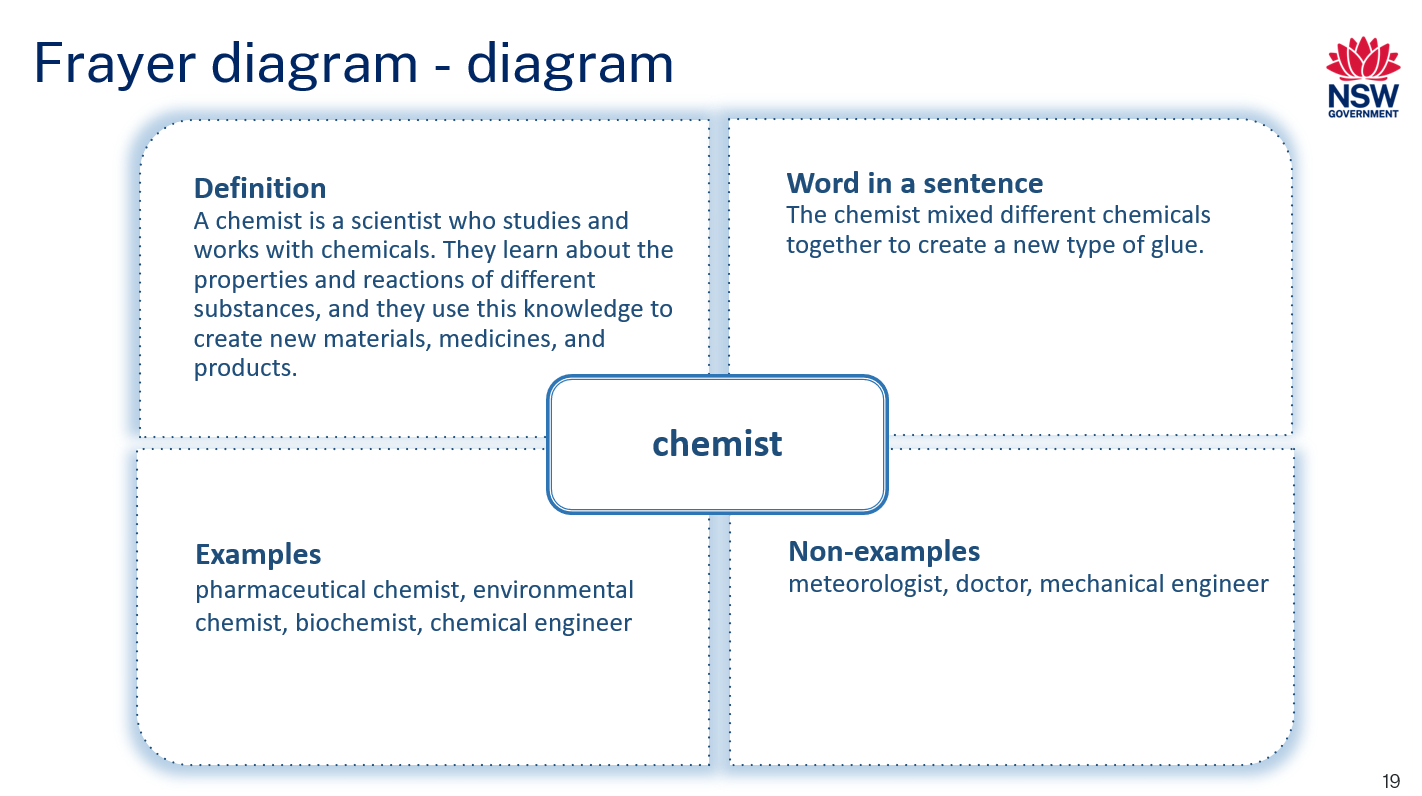 Frayer diagram - diagram
NSW
GOVERNMENT
Definition
A chemist is a scientist who studies and
works with chemicals. They learn about the
properties and reactions of different
substances, and they use this knowledge to
create new materials, medicines, and
products.
Word in a sentence
The chemist mixed different chemicals
together to create a new type of glue.
chemist
Examples
pharmaceutical chemist, environmental
chemist, biochemist, chemical engineer
Non-examples
meteorologist, doctor, mechanical engineer
19